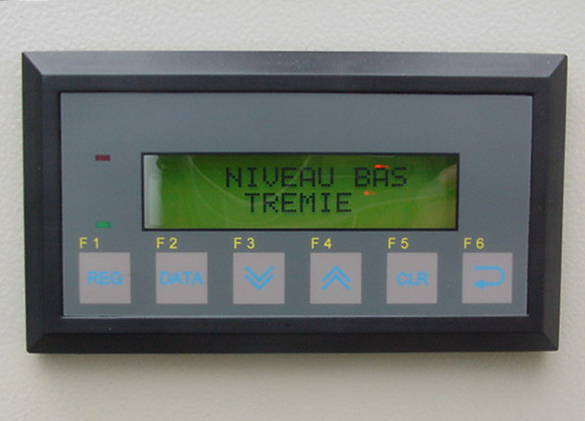 NIVEAU BAS
TREMIE
F1 F2 F3 F4 F5 F6
REG DATA CLR